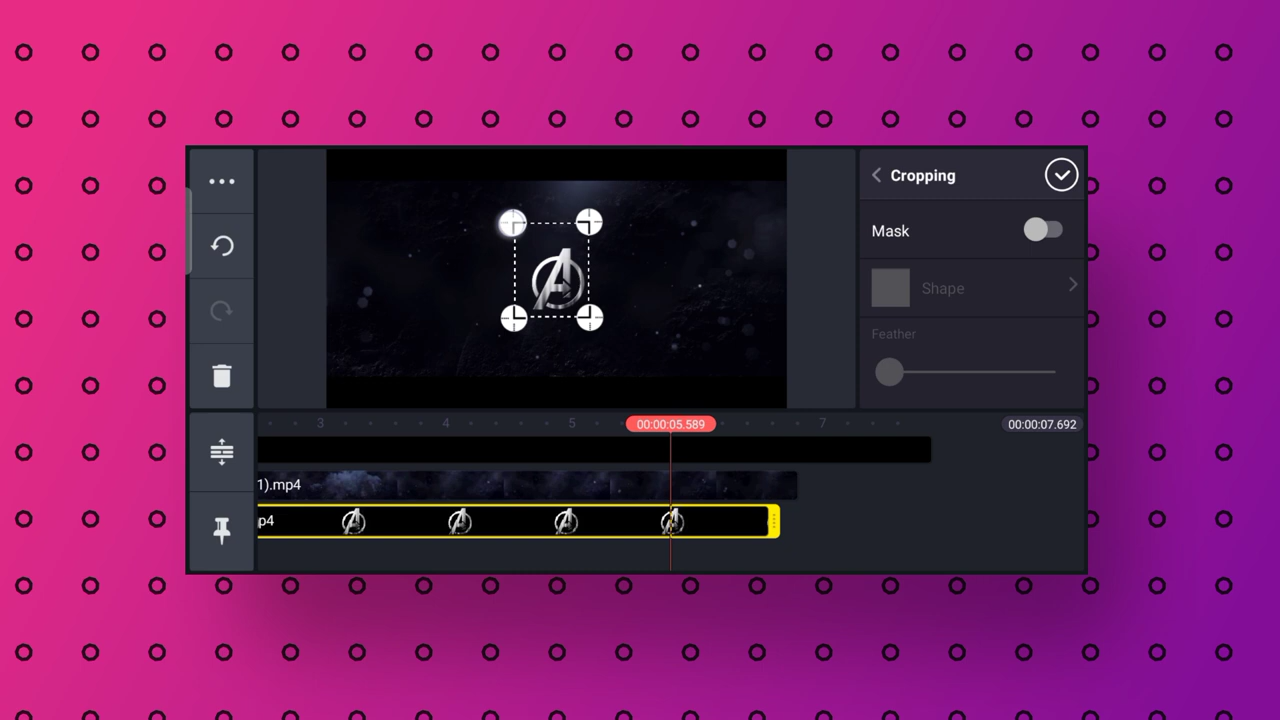 Cropping
Mask
Shape
Feather
3
4
5
00:00:05.589
7
00:00:07.692
1).mp4
p4